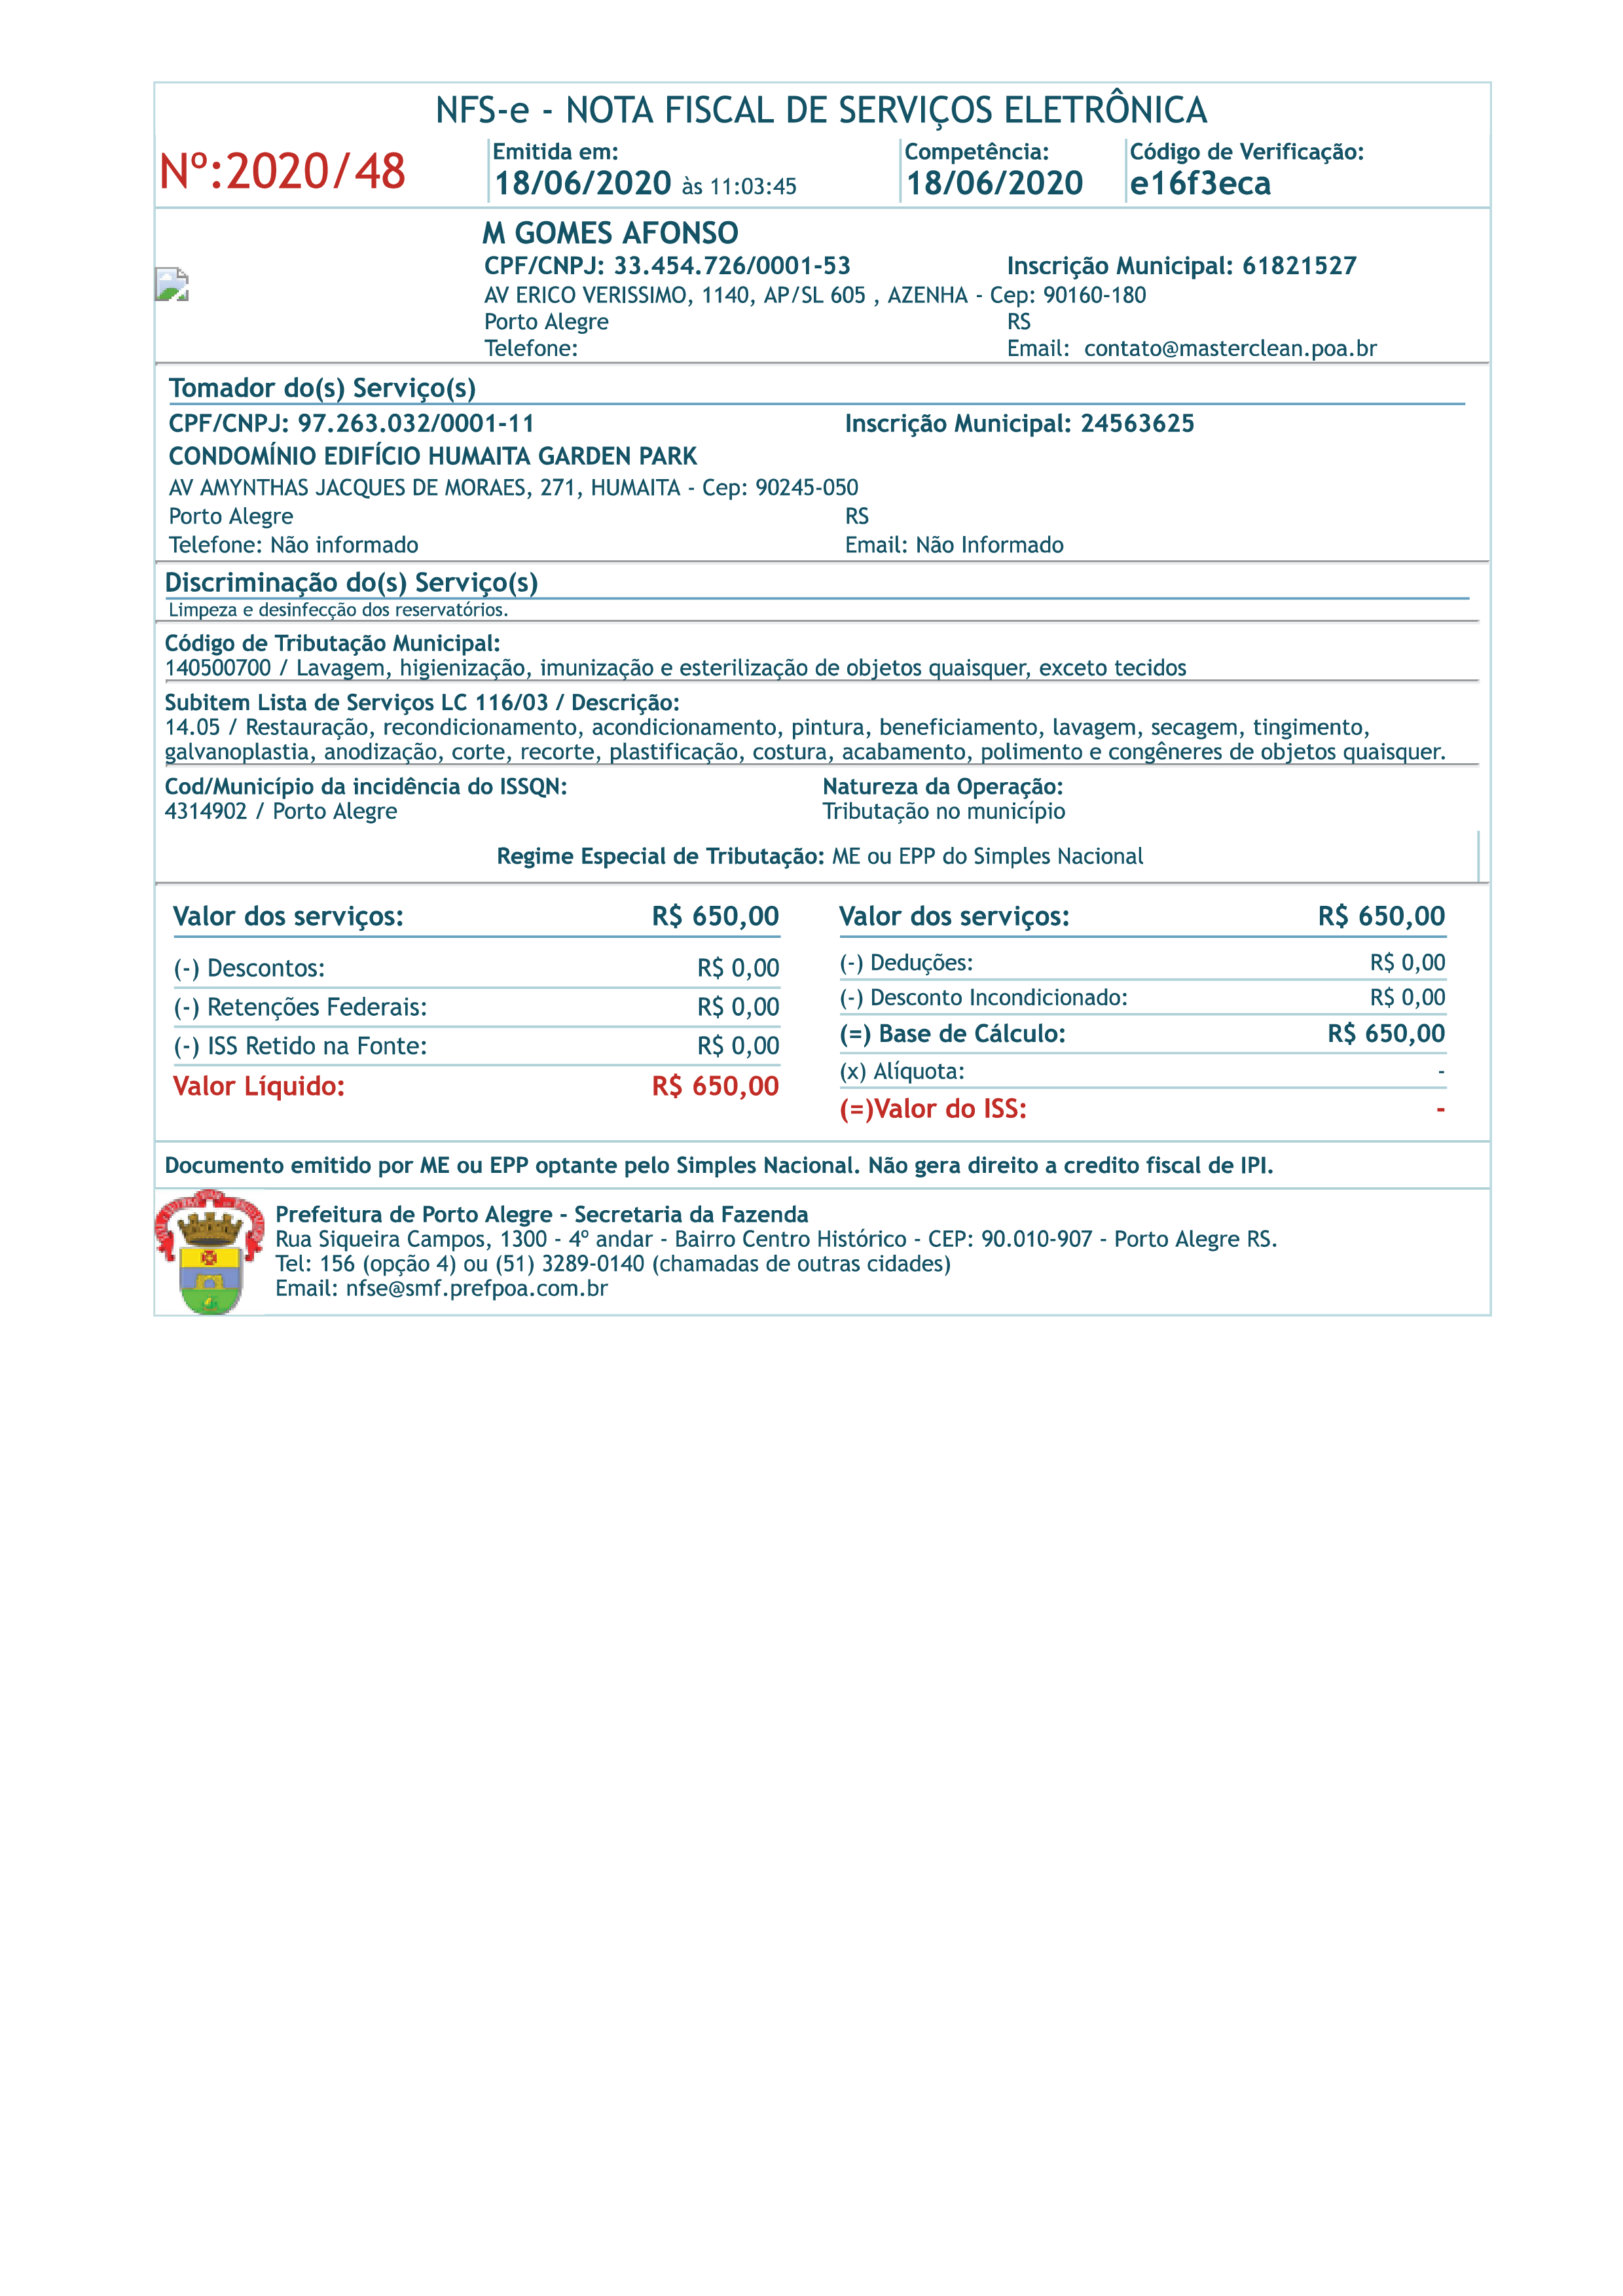 NFS-e - NOTA FISCAL DE SERVIÇOS ELETRÔNICA
Nº:2020/48
Emitida em:
18/06/2020 às 11:03:45
Competência:
18/06/2020
Código de Verificação:
e16f3eca
M GOMES AFONSO
CPF/CNPJ: 33.454.726/0001-53 Inscrição Municipal: 61821527
AV ERICO VERISSIMO, 1140, AP/SL 605 , AZENHA - Cep: 90160-180
Porto Alegre RS
Telefone: Email: contato@masterclean.poa.br
Tomador do(s) Serviço(s)
CPF/CNPJ: 97.263.032/0001-11 Inscrição Municipal: 24563625
CONDOMÍNIO EDIFÍCIO HUMAITA GARDEN PARK
AV AMYNTHAS JACQUES DE MORAES, 271, HUMAITA - Cep: 90245-050
Porto Alegre RS
Telefone: Não informado Email: Não Informado
Discriminação do(s) Serviço(s)
Limpeza e desinfecção dos reservatórios.
Código de Tributação Municipal:
140500700 / Lavagem, higienização, imunização e esterilização de objetos quaisquer, exceto tecidos
Subitem Lista de Serviços LC 116/03 / Descrição:
14.05 / Restauração, recondicionamento, acondicionamento, pintura, beneficiamento, lavagem, secagem, tingimento,
galvanoplastia, anodização, corte, recorte, plastificação, costura, acabamento, polimento e congêneres de objetos quaisquer.
Cod/Município da incidência do ISSQN: Natureza da Operação:
4314902 / Porto Alegre Tributação no município
Regime Especial de Tributação: ME ou EPP do Simples Nacional
Valor dos serviços: R$ 650,00
(-) Descontos: R$ 0,00
(-) Retenções Federais: R$ 0,00
(-) ISS Retido na Fonte: R$ 0,00
Valor Líquido: R$ 650,00
Valor dos serviços: R$ 650,00
(-) Deduções: R$ 0,00
(-) Desconto Incondicionado: R$ 0,00
(=) Base de Cálculo: R$ 650,00
(x) Alíquota: -
(=)Valor do ISS: -
Documento emitido por ME ou EPP optante pelo Simples Nacional. Não gera direito a credito fiscal de IPI.
Prefeitura de Porto Alegre - Secretaria da Fazenda
Rua Siqueira Campos, 1300 - 4º andar - Bairro Centro Histórico - CEP: 90.010-907 - Porto Alegre RS.
Tel: 156 (opção 4) ou (51) 3289-0140 (chamadas de outras cidades)
Email: nfse@smf.prefpoa.com.br